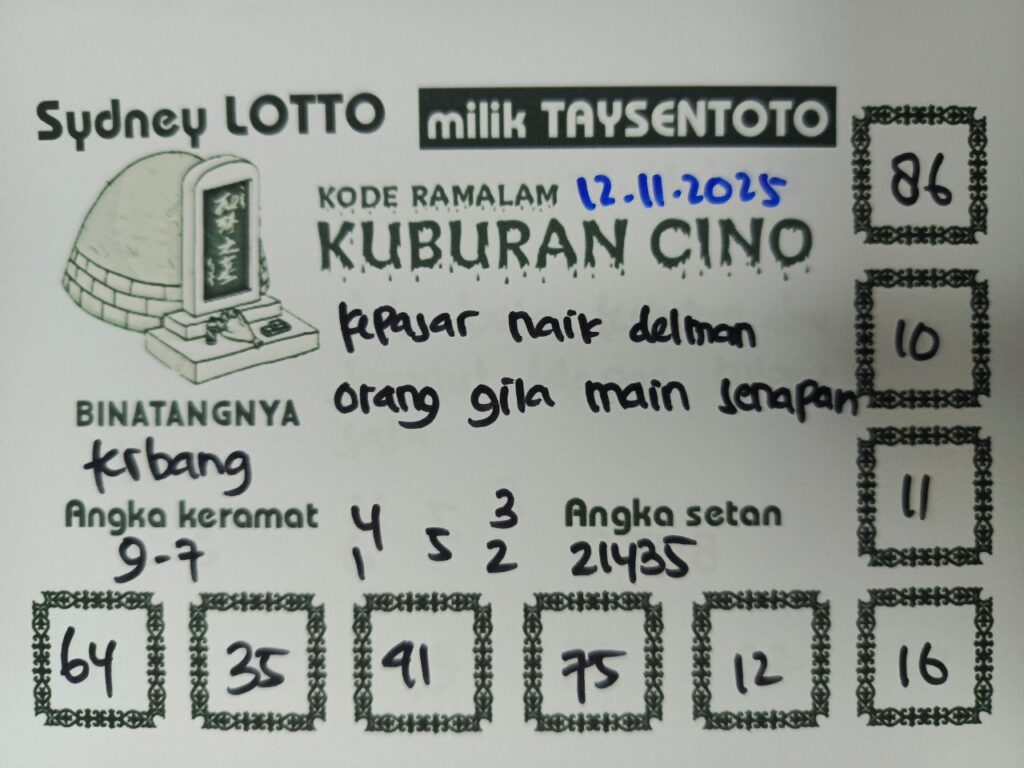 Sydney LOTTO milik TAYSENTOTO
KODE RAMALAM 12.11.2025
KUBURAN CINO
kepasar naik delman
orang gila main senapan
BINATANGNYA
krbang
Angka keramat
9-7
4 3
5
1 2
Angka setan
21435
86
10
11
64 35 91 75 12 16